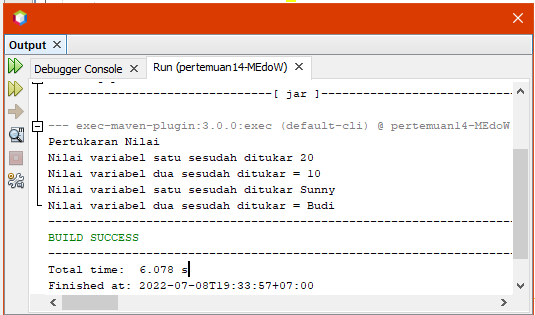 Output
Debugger Console
Run (pertemuan14-MEdoW)
--------------------------------[ jar ]---------------------------------
--- exec-maven-plugin:3.0.0:exec (default-cli) @ pertemuan14-MEdoW
Pertukaran Nilai
Nilai variabel satu sesudah ditukar 20
Nilai variabel dua sesudah ditukar = 10
Nilai variabel satu sesudah ditukar Sunny
Nilai variabel dua sesudah ditukar = Budi
------------------------------------------------------------------------
BUILD SUCCESS
------------------------------------------------------------------------
Total time:  6.078 s
Finished at: 2022-07-08T19:33:57+07:00